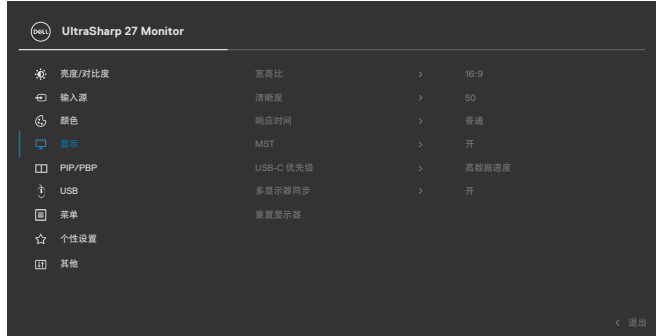 DELL UltraSharp 27 Monitor
亮度/对比度 宽高比 > 16:9
输入源 清晰度 > 50
颜色 响应时间 > 普通
显示 MST > 开
PIP/PBP USB-C 优先级 > 高数据速度
USB 多显示器同步 > 开
菜单 重置显示器
个性设置
其他
< 退出